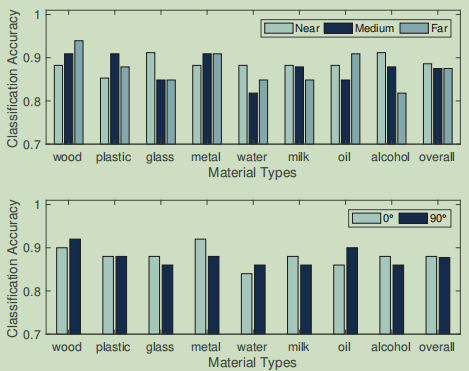 1
0.9
0.8
0.7
Classification Accuracy
Near Medium Far
wood plastic glass metal water milk oil alcohol overall
Material Types
1
0.9
0.8
0.7
Classification Accuracy
0° 90°
wood plastic glass metal water milk oil alcohol overall
Material Types